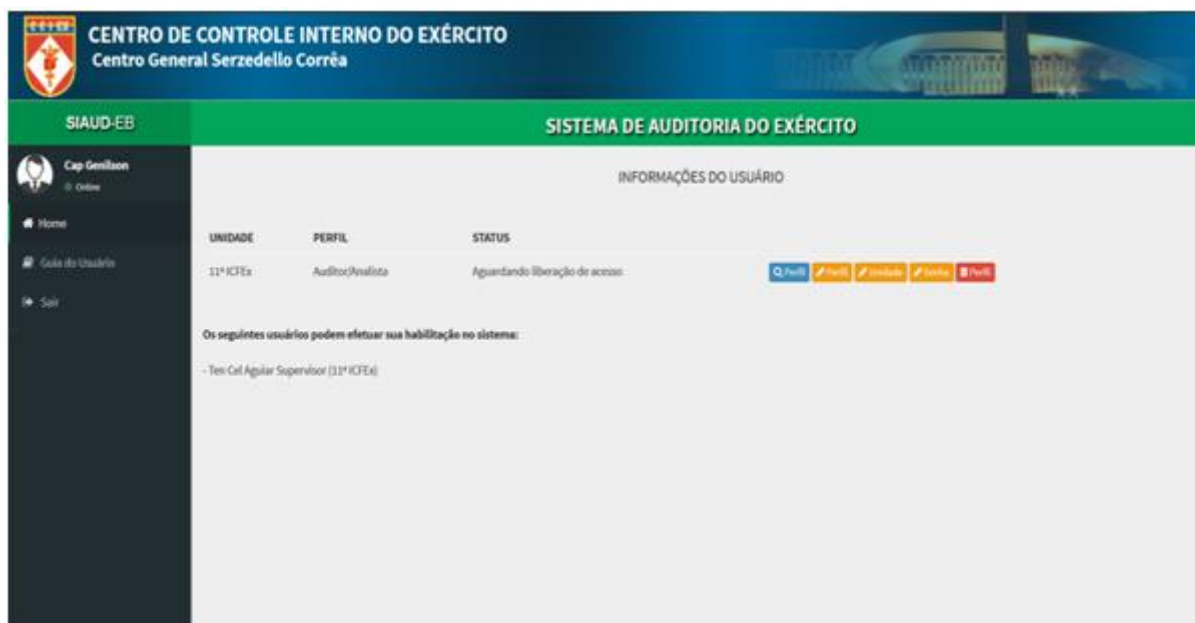 CCIEX
CENTRO DE CONTROLE INTERNO DO EXÉRCITO
Centro General Serzedello Corrêa
SIAUD-EB
SISTEMA DE AUDITORIA DO EXÉRCITO
Cap Genilson
Online
INFORMAÇÕES DO USUÁRIO
Home
UNIDADE PERFIL STATUS
Guia do Usuário
11ª ICFEx Auditor/Analista Aguardando liberação de acesso Perfil Perfil Unidade Senha Perfil
Sair
Os seguintes usuários podem efetuar sua habilitação no sistema:
- Ten Cel Aguiar Supervisor (11ª ICFEx)